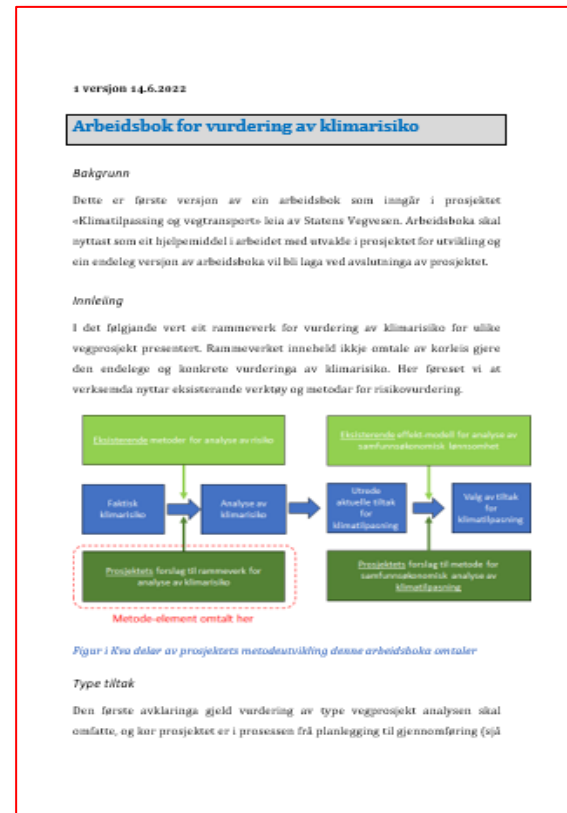 1 versjon 14.6.2022
Arbeidsbok for vurdering av klimarisiko
Bakgrunn
Dette er første versjon av ein arbeidsbok som inngår i prosjektet
«Klimatilpassing og vegtransport» leia av Statens Vegvesen. Arbeidsboka skal
nyttast som eit hjelpemiddel i arbeidet med utvalde i prosjektet for utvikling og
ein endeleg versjon av arbeidsboka vil bli laga ved avslutninga av prosjektet.
Innleiing
I det følgjande vert eit rammeverk for vurdering av klimarisiko for ulike
vegprosjekt presentert. Rammeverket inneheld ikkje omtale av korleis gjere
den endelege og konkrete vurderinga av klimarisiko. Her føreset vi at
verksemda nyttar eksisterande verktøy og metodar for risikovurdering.
Eksisterende metoder for analyse av risiko
Eksisterende effekt-modell for analyse av
samfunnsøkonomisk lønnsomhet
Faktisk
klimarisiko
Analyse av
klimarisiko
Utrede
aktuelle tiltak
for
klimatilpasning
Valg av tiltak
for
klimatilpasning
Prosjektets forslag til rammeverk for
analyse av klimarisiko
Prosjektets forslag til metode for
samfunnsøkonomisk analyse av
klimatilpasning
Metode-element omtalt her
Figur i Kva delar av prosjektets metodeutvikling denne arbeidsboka omtaler
Type tiltak
Den første avklaringa gjeld vurdering av type vegprosjekt analysen skal
omfatte, og kor prosjektet er i prosessen frå planlegging til gjennomføring (sjå